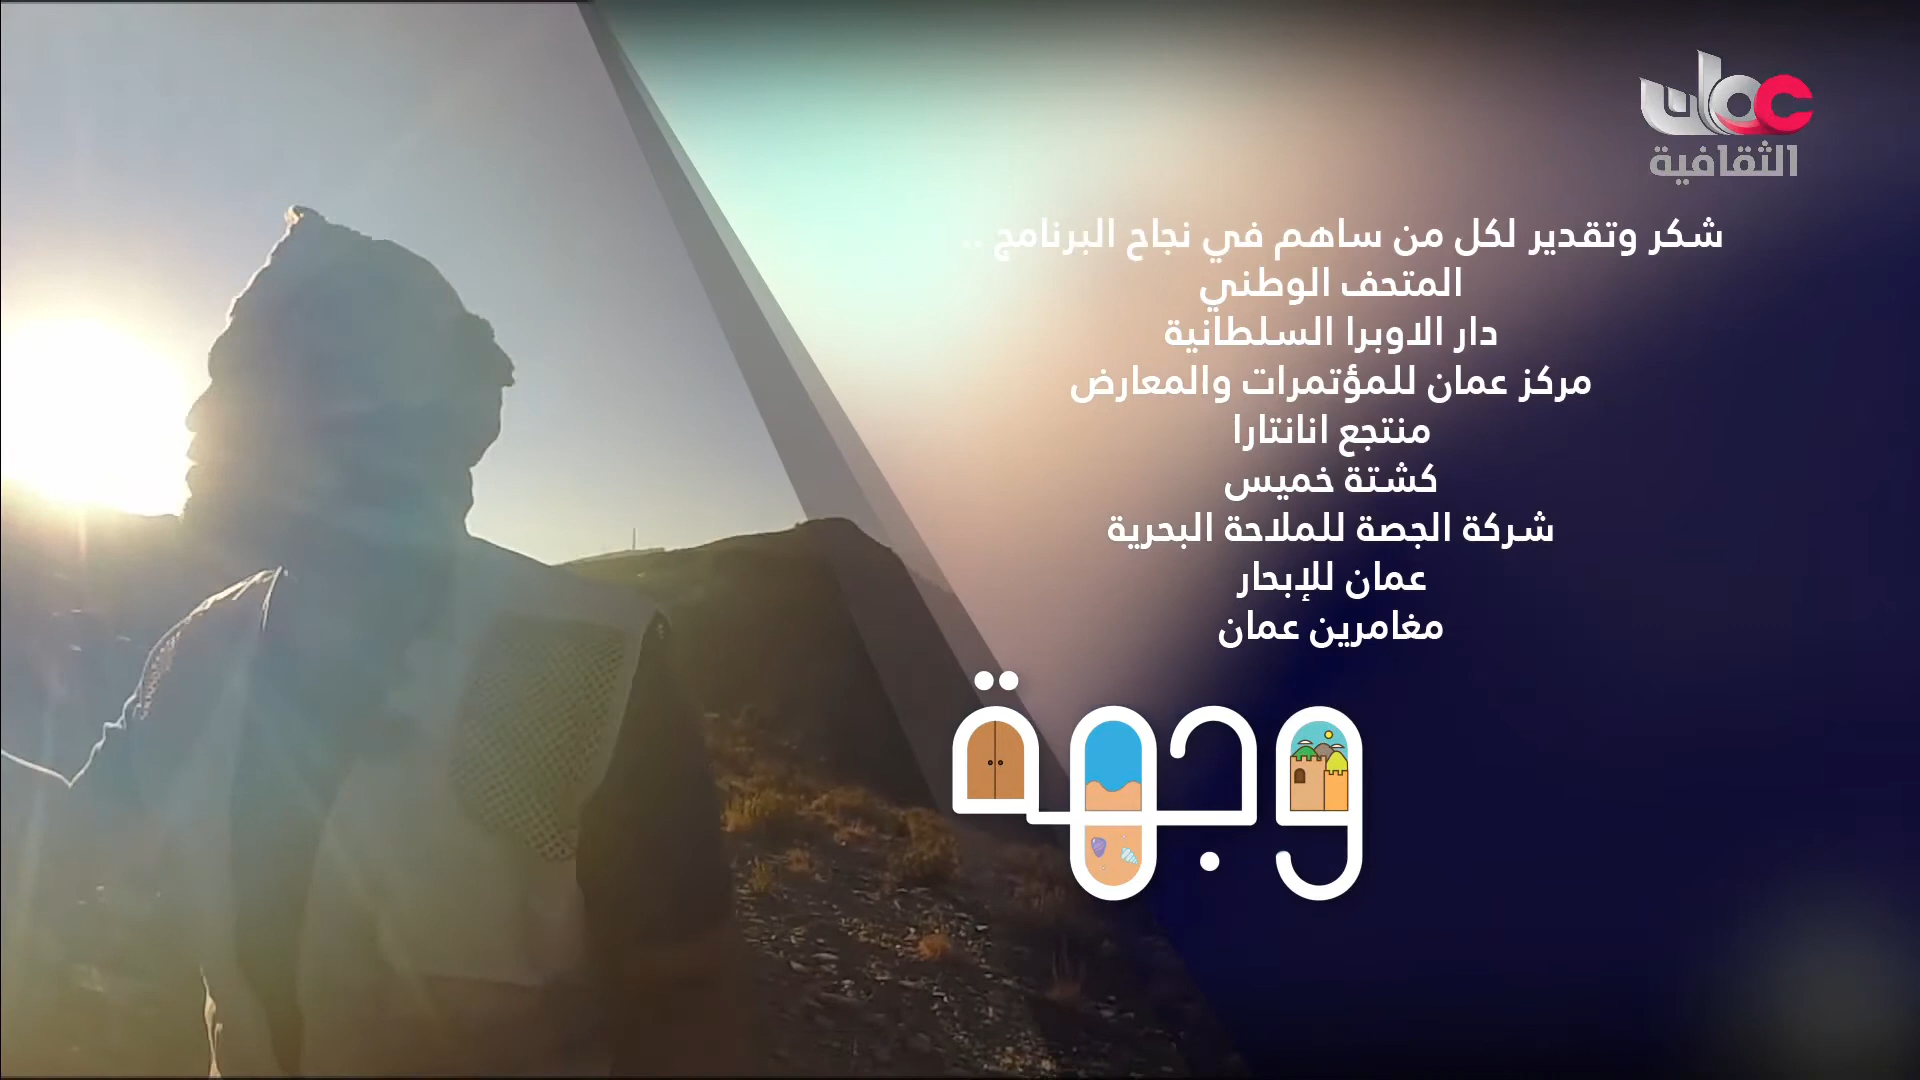 عمان
الثقافية
شكر وتقدير لكل من ساهم في نجاح البرنامج ..
المتحف الوطني
دار الاوبرا السلطانية
مركز عمان للمؤتمرات والمعارض
منتجع انانتارا
كشتة خميس
شركة الجصة للملاحة البحرية
عمان للإبحار
مغامرين عمان
وجهة